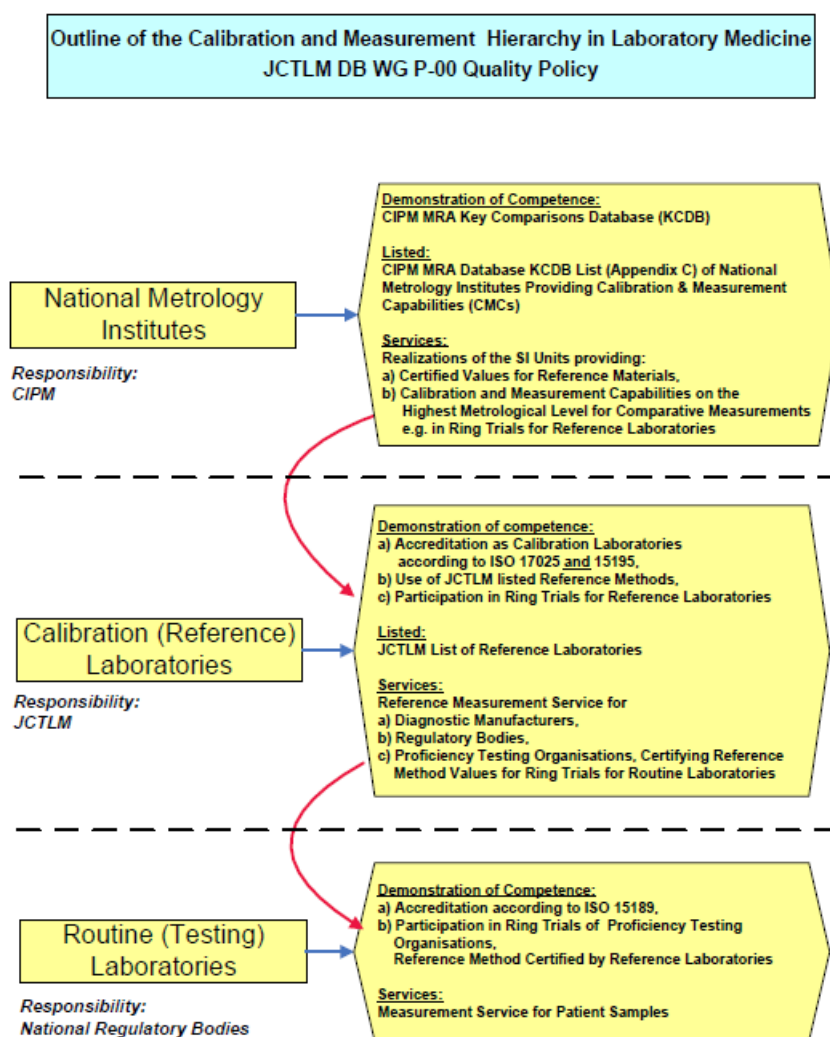 Outline of the Calibration and Measurement Hierarchy in Laboratory Medicine
JCTLM DB WG P-00 Quality Policy
National Metrology
Institutes
Responsibility:
CIPM
Demonstration of Competence:
CIPM MRA Key Comparisons Database (KCDB)
Listed:
CIPM MRA Database KCDB List (Appendix C) of National
Metrology Institutes Providing Calibration & Measurement
Capabilities (CMCs)
Services:
Realizations of the SI Units providing:
a) Certified Values for Reference Materials,
b) Calibration and Measurement Capabilities on the
Highest Metrological Level for Comparative Measurements
e.g. in Ring Trials for Reference Laboratories
Calibration (Reference)
Laboratories
Responsibility:
JCTLM
Demonstration of competence:
a) Accreditation as Calibration Laboratories
according to ISO 17025 and 15195,
b) Use of JCTLM listed Reference Methods,
c) Participation in Ring Trials for Reference Laboratories
Listed:
JCTLM List of Reference Laboratories
Services:
Reference Measurement Service for
a) Diagnostic Manufacturers,
b) Regulatory Bodies,
c) Proficiency Testing Organisations, Certifying Reference
Method Values for Ring Trials for Routine Laboratories
Routine (Testing)
Laboratories
Responsibility:
National Regulatory Bodies
Demonstration of Competence:
a) Accreditation according to ISO 15189,
b) Participation in Ring Trials of Proficiency Testing
Organisations,
Reference Method Certified by Reference Laboratories
Services:
Measurement Service for Patient Samples